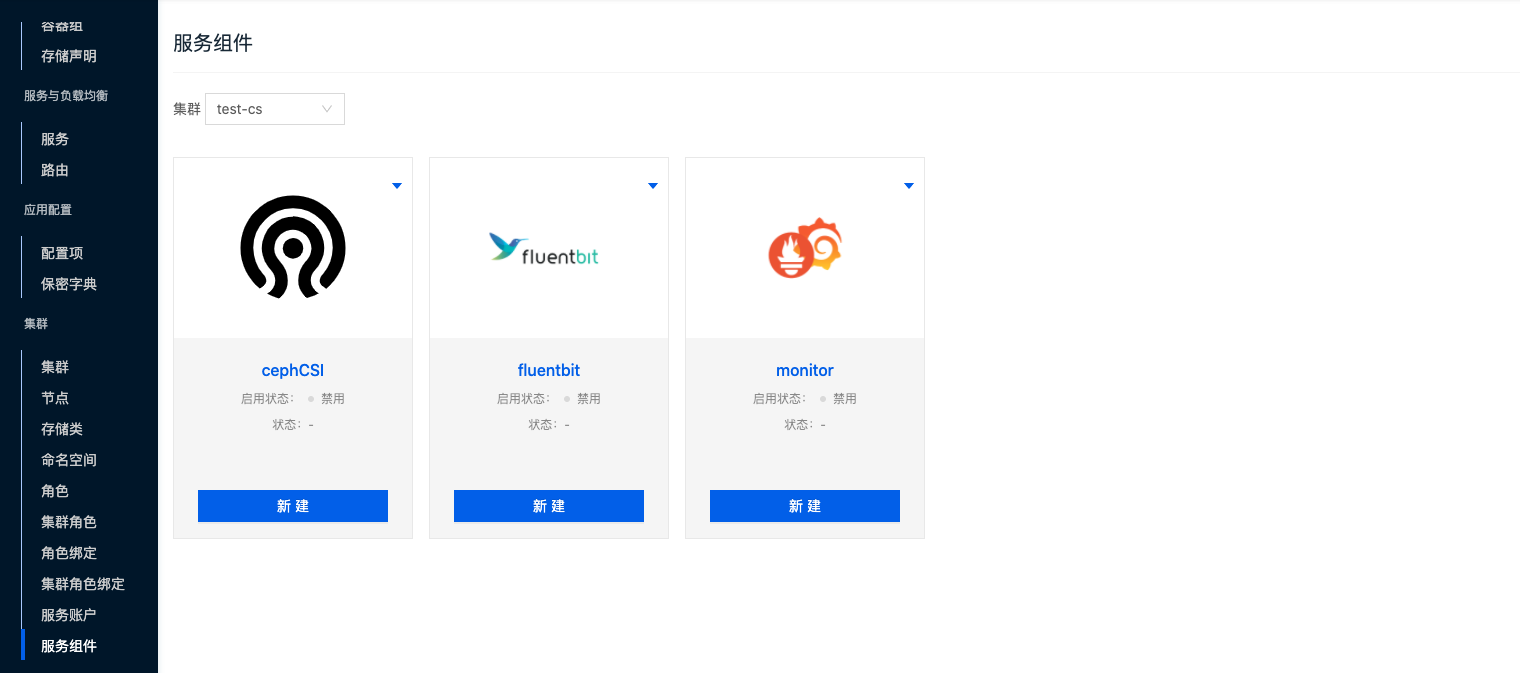 容器组
存储声明
服务与负载均衡
服务
路由
应用配置
配置项
保密字典
集群
集群
节点
存储类
命名空间
角色
集群角色
角色绑定
集群角色绑定
服务账户
服务组件
服务组件
集群 test-cs
fluentbit
cephCSI
启用状态： 禁用
状态：-
新 建
fluentbit
启用状态： 禁用
状态：-
新 建
monitor
启用状态： 禁用
状态：-
新 建